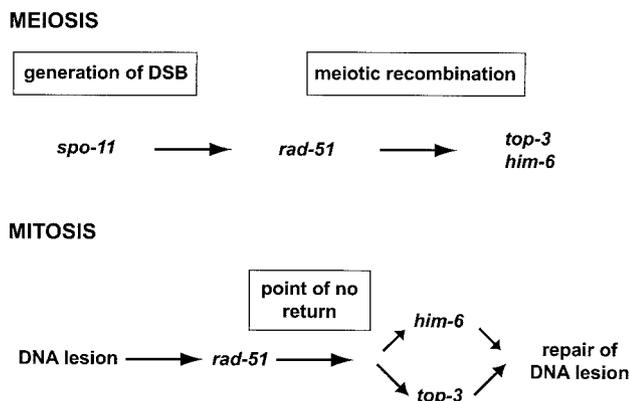 MEIOSIS
generation of DSB
meiotic recombination
spo-11
rad-51
top-3
him-6
MITOSIS
point of no
return
DNA lesion
rad-51
him-6
top-3
repair of
DNA lesion